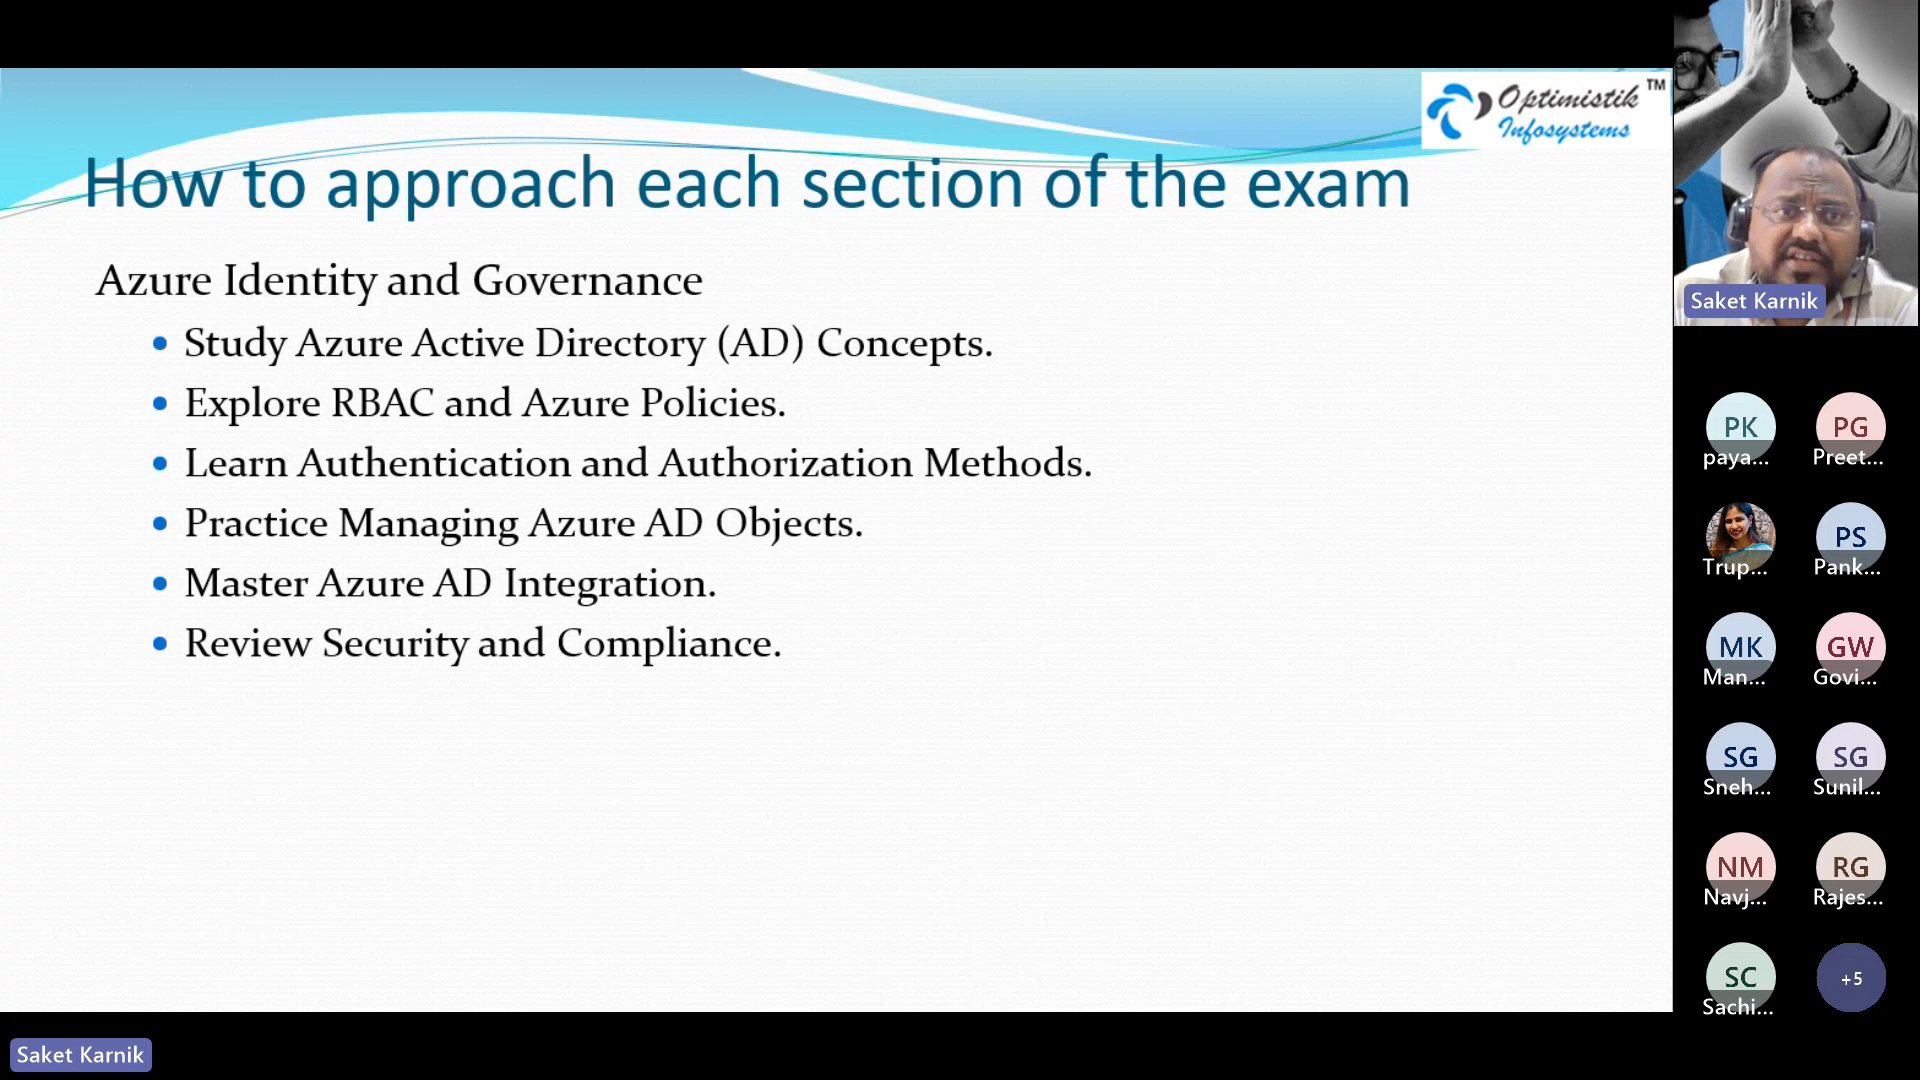 Optimistik TM
Infosystems
How to approach each section of the exam
Azure Identity and Governance
• Study Azure Active Directory (AD) Concepts.
• Explore RBAC and Azure Policies.
• Learn Authentication and Authorization Methods.
• Practice Managing Azure AD Objects.
• Master Azure AD Integration.
• Review Security and Compliance.
Saket Karnik
PK PG
paya... Preet...
PS
Trup... Pank...
MK GW
Man... Govi...
SG SG
Sneh... Sunil...
NM RG
Navj... Rajes...
SC +5
Sachi...
Saket Karnik